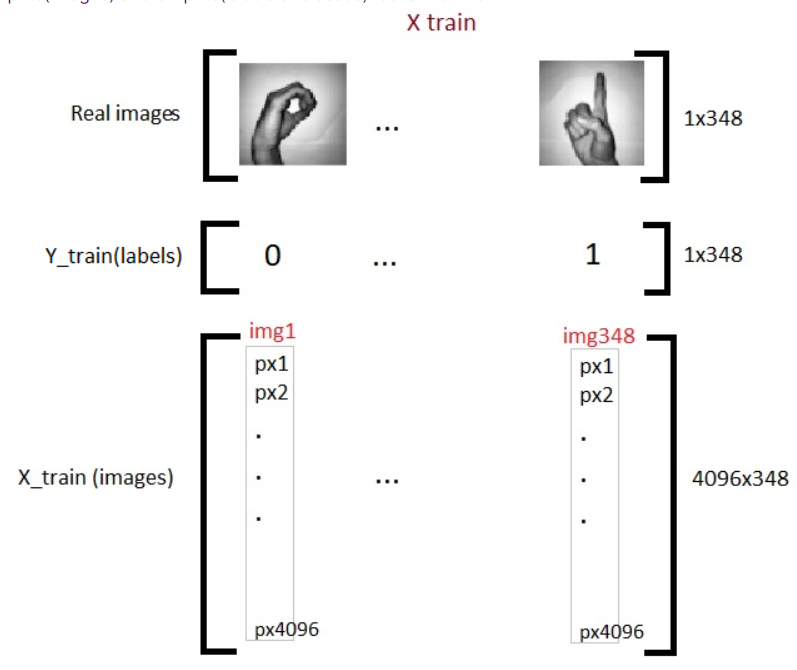 X train
Real images ... 1x348
Y_train(labels) 0 ... 1 1x348
img1 img348
px1 px1
px2 px2
. .
X_train (images) . ... . 4096x348
. .
px4096 px4096